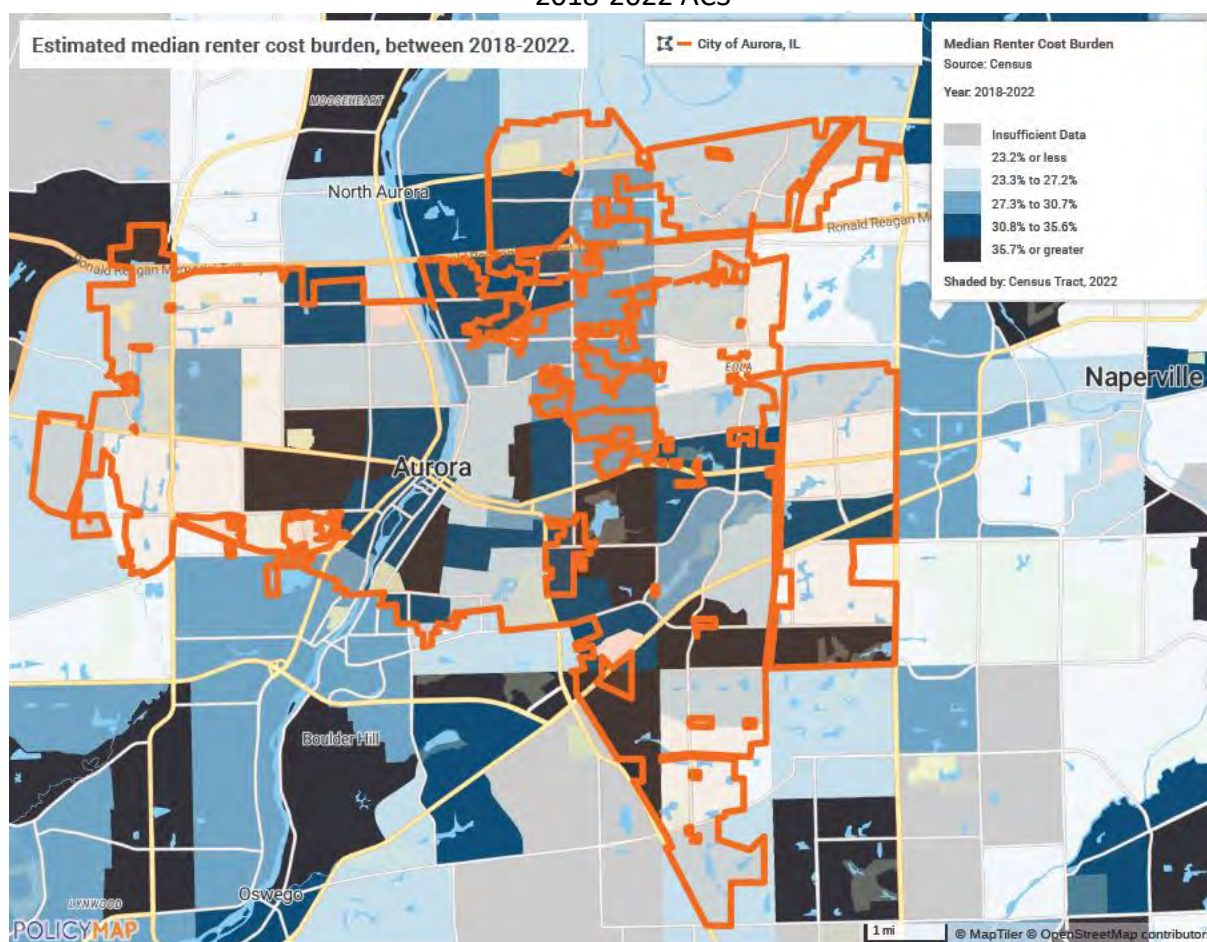 2018-2022 ACS
Estimated median renter cost burden, between 2018-2022.
City of Aurora, IL
Median Renter Cost Burden
Source: Census
Year: 2018-2022
Insufficient Data
23.2% or less
23.3% to 27.2%
27.3% to 30.7%
30.8% to 35.6%
35.7% or greater
Shaded by: Census Tract, 2022
MOOSEHEART
North Aurora
Ronald Reagan M
Ronald Reagan Memorial Tollway
EOLA
Naperville
Aurora
Boulder Hill
Oswego
LYNWOOD
POLICYMAP
1 mi
© MapTiler © OpenStreetMap contributor